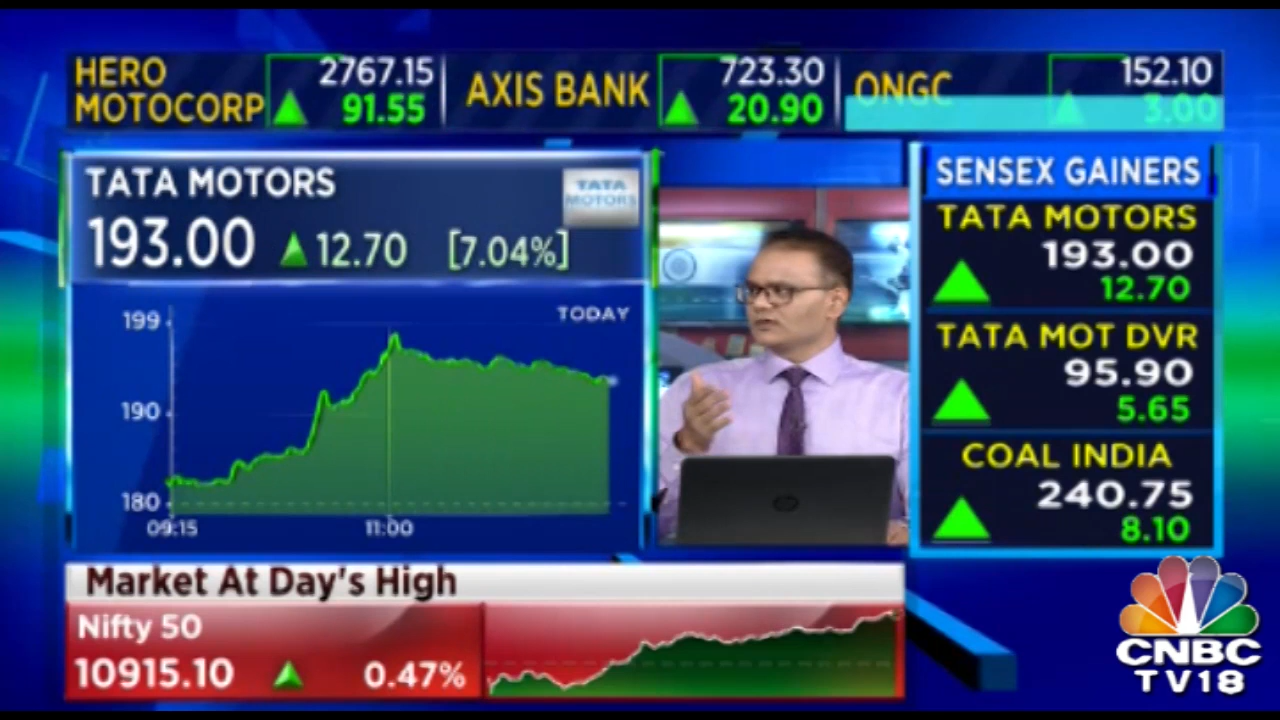 HERO
MOTOCORP
2767.15
91.55
AXIS BANK
723.30
20.90
ONGC
152.10
3.00
TATA MOTORS
193.00 12.70 [7.04%]
TATA
MOTORS
TODAY
199
190
180
09:15 11:00
SENSEX GAINERS
TATA MOTORS
193.00
12.70
TATA MOT DVR
95.90
5.65
COAL INDIA
240.75
8.10
Market At Day's High
Nifty 50
10915.10 0.47%
CNBC
TV18